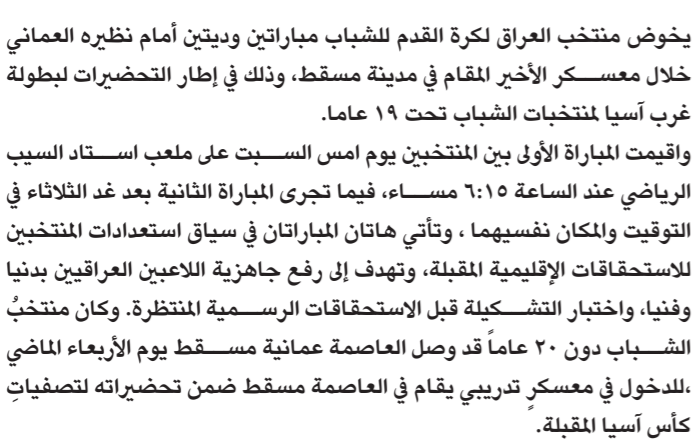 يخوض منتخب العراق لكرة القدم للشباب مباراتين وديتين أمام نظيره العماني
خلال معسكر الأخير المقام في مدينة مسقط، وذلك في إطار التحضيرات لبطولة
غرب آسيا لمنتخبات الشباب تحت ١٩ عاما.
واقيمت المباراة الأولى بين المنتخبين يوم امس السبت على ملعب استاد السيب
الرياضي عند الساعة ٦:١٥ مساء، فيما تجرى المباراة الثانية بعد غد الثلاثاء في
التوقيت والمكان نفسيهما ، وتأتي هاتان المباراتان في سياق استعدادات المنتخبين
للاستحقاقات الإقليمية المقبلة، وتهدف إلى رفع جاهزية اللاعبين العراقيين بدنيا
وفنيا، واختبار التشكيلة قبل الاستحقاقات الرسمية المنتظرة. وكان منتخبُ
الشباب دون ٢٠ عاماً قد وصل العاصمة عمانية مسقط يوم الأربعاء الماضي
،للدخول في معسكرٍ تدريبي يقام في العاصمة مسقط ضمن تحضيراته لتصفياتِ
كأس آسيا المقبلة.